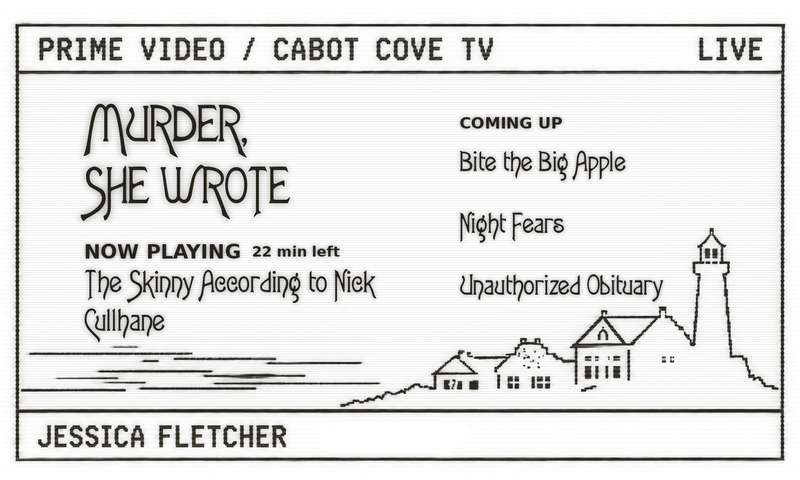 PRIME VIDEO / CABOT COVE TV
LIVE
MURDER,
SHE WROTE
NOW PLAYING 22 min left
The Skinny According to Nick
Cullhane
COMING UP
Bite the Big Apple
Night Fears
Unauthorized Obituary
JESSICA FLETCHER